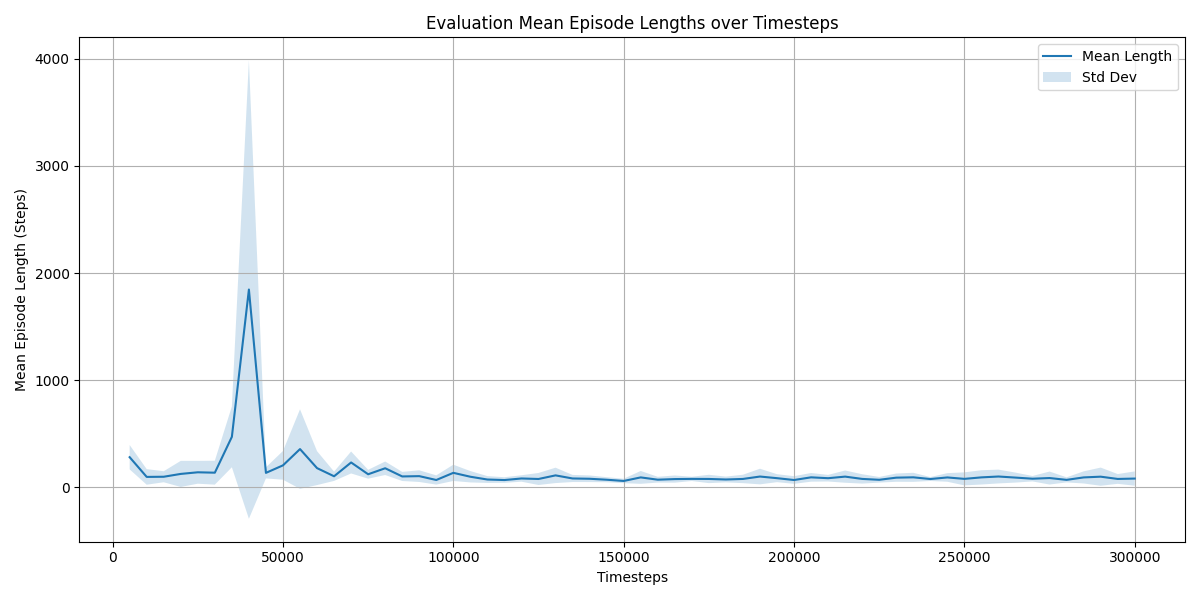 Evaluation Mean Episode Lengths over Timesteps
Mean Length
Std Dev
Mean Episode Length (Steps)
4000
3000
2000
1000
0
0 50000 100000 150000 200000 250000 300000
Timesteps